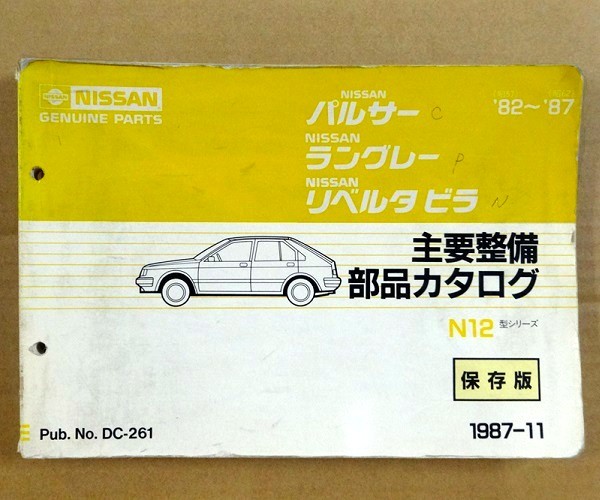 NISSAN
GENUINE PARTS
NISSAN
パルサー C
'82〜'87
NISSAN
ラングレー P
NISSAN
リベルタ ビラ N
主要整備
部品カタログ
N12 型シリーズ
保存版
Pub. No. DC-261
1987-11